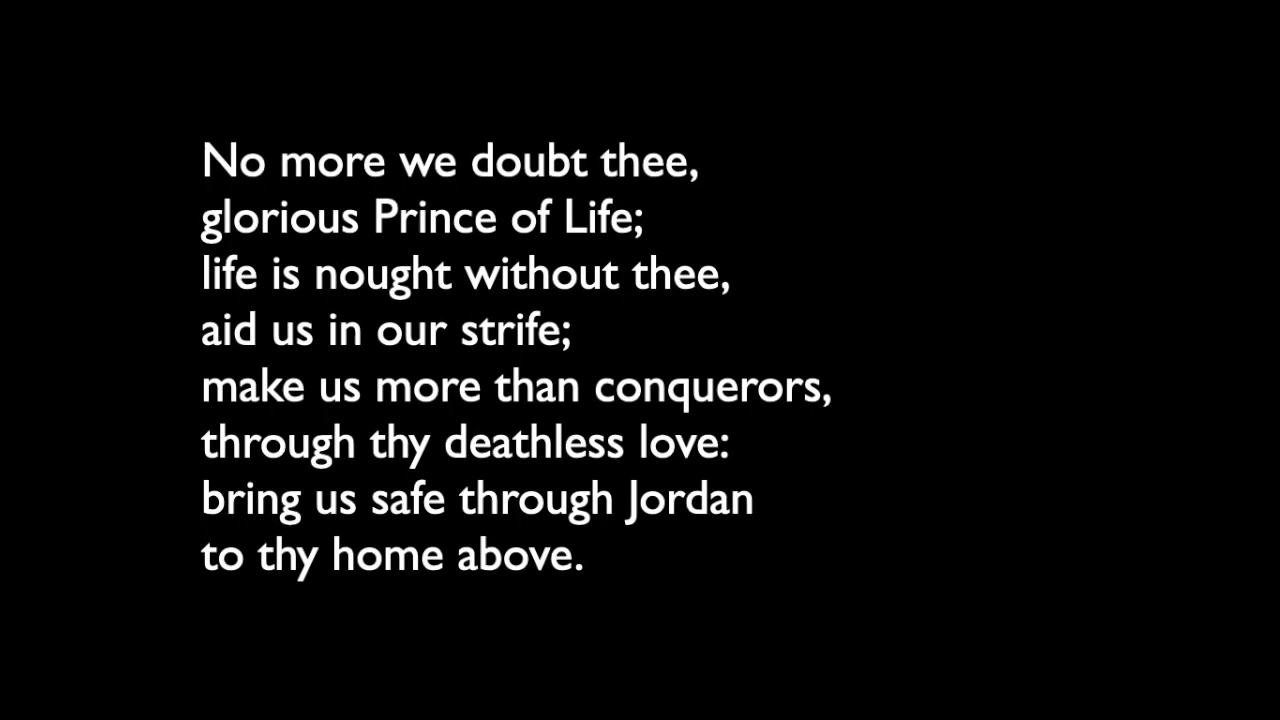 No more we doubt thee,
glorious Prince of Life;
life is nought without thee,
aid us in our strife;
make us more than conquerors,
through thy deathless love:
bring us safe through Jordan
to thy home above.